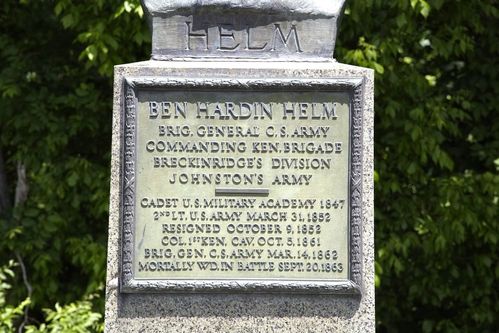 HELM
BEN HARDIN HELM
BRIG. GENERAL C.S. ARMY
COMMANDING KEN. BRIGADE
BRECKINRIDGE'S DIVISION
JOHNSTON'S ARMY
CADET U.S. MILITARY ACADEMY 1847
2ND LT. U.S. ARMY MARCH 31, 1852
RESIGNED OCTOBER 9, 1852
COL. 1ST KEN. CAV. OCT. 5, 1861
BRIG. GEN. C.S. ARMY MAR. 14, 1862
MORTALLY W'D. IN BATTLE SEPT. 20. 1863